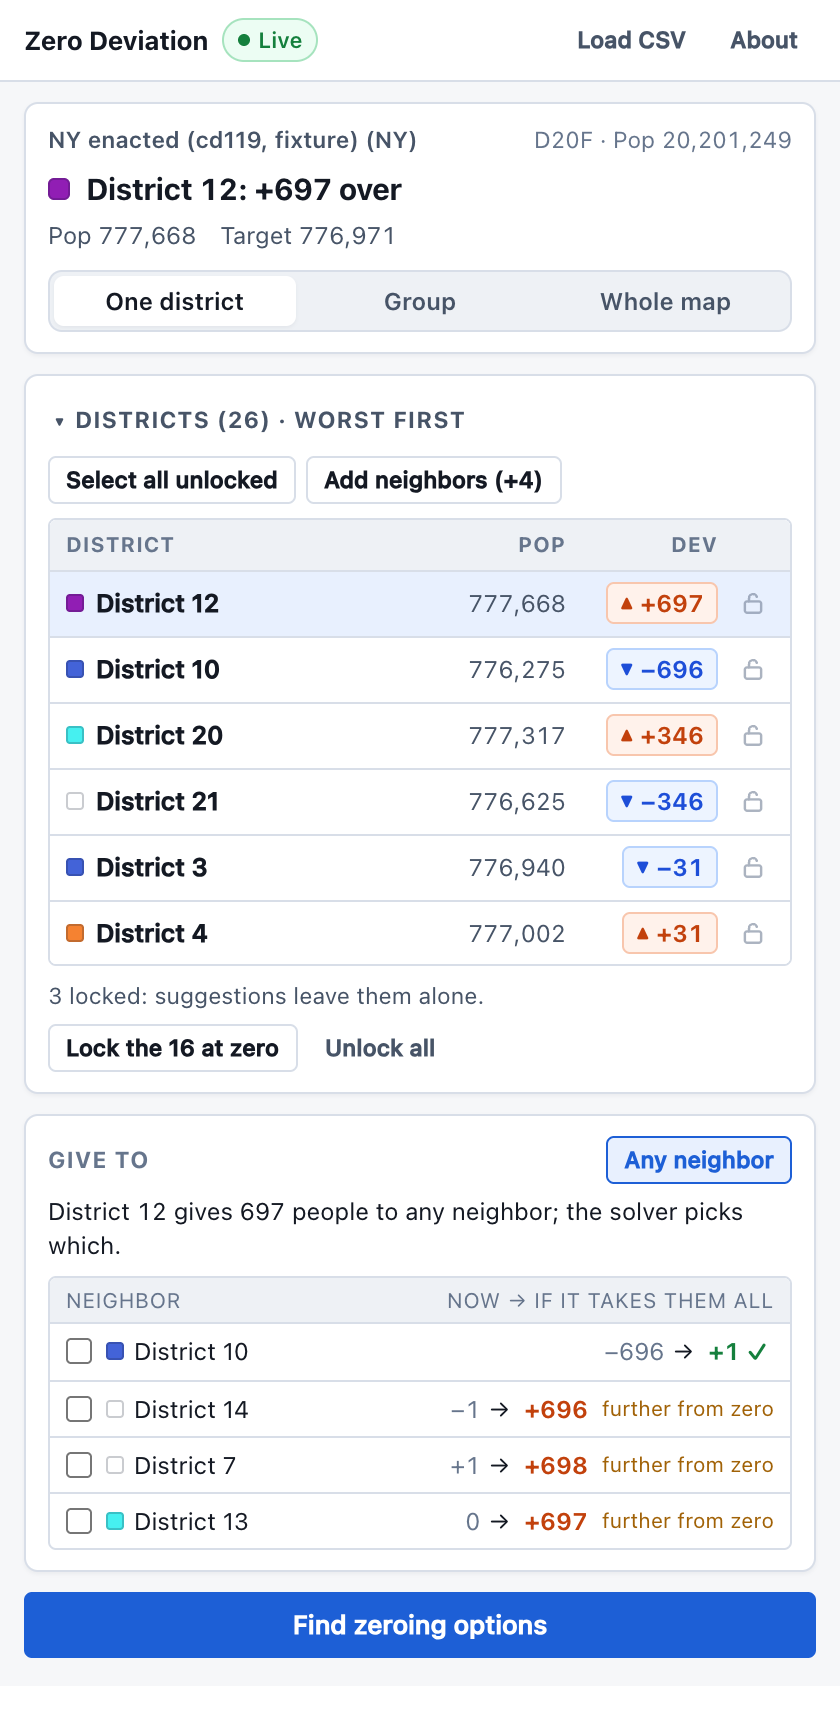 Zero Deviation
Live
Load CSV
About
NY enacted (cd119, fixture) (NY)
D20F · Pop 20,201,249
District 12: +697 over
Pop 777,668 Target 776,971
One district
Group
Whole map
▾ DISTRICTS (26) · WORST FIRST
Select all unlocked
Add neighbors (+4)
DISTRICT POP DEV
District 12 777,668 ▲ +697
District 10 776,275 ▼ −696
District 20 777,317 ▲ +346
District 21 776,625 ▼ −346
District 3 776,940 ▼ −31
District 4 777,002 ▲ +31
3 locked: suggestions leave them alone.
Lock the 16 at zero
Unlock all
GIVE TO
Any neighbor
District 12 gives 697 people to any neighbor; the solver picks
which.
NEIGHBOR NOW → IF IT TAKES THEM ALL
District 10 −696 → +1 ✓
District 14 −1 → +696 further from zero
District 7 +1 → +698 further from zero
District 13 0 → +697 further from zero
Find zeroing options